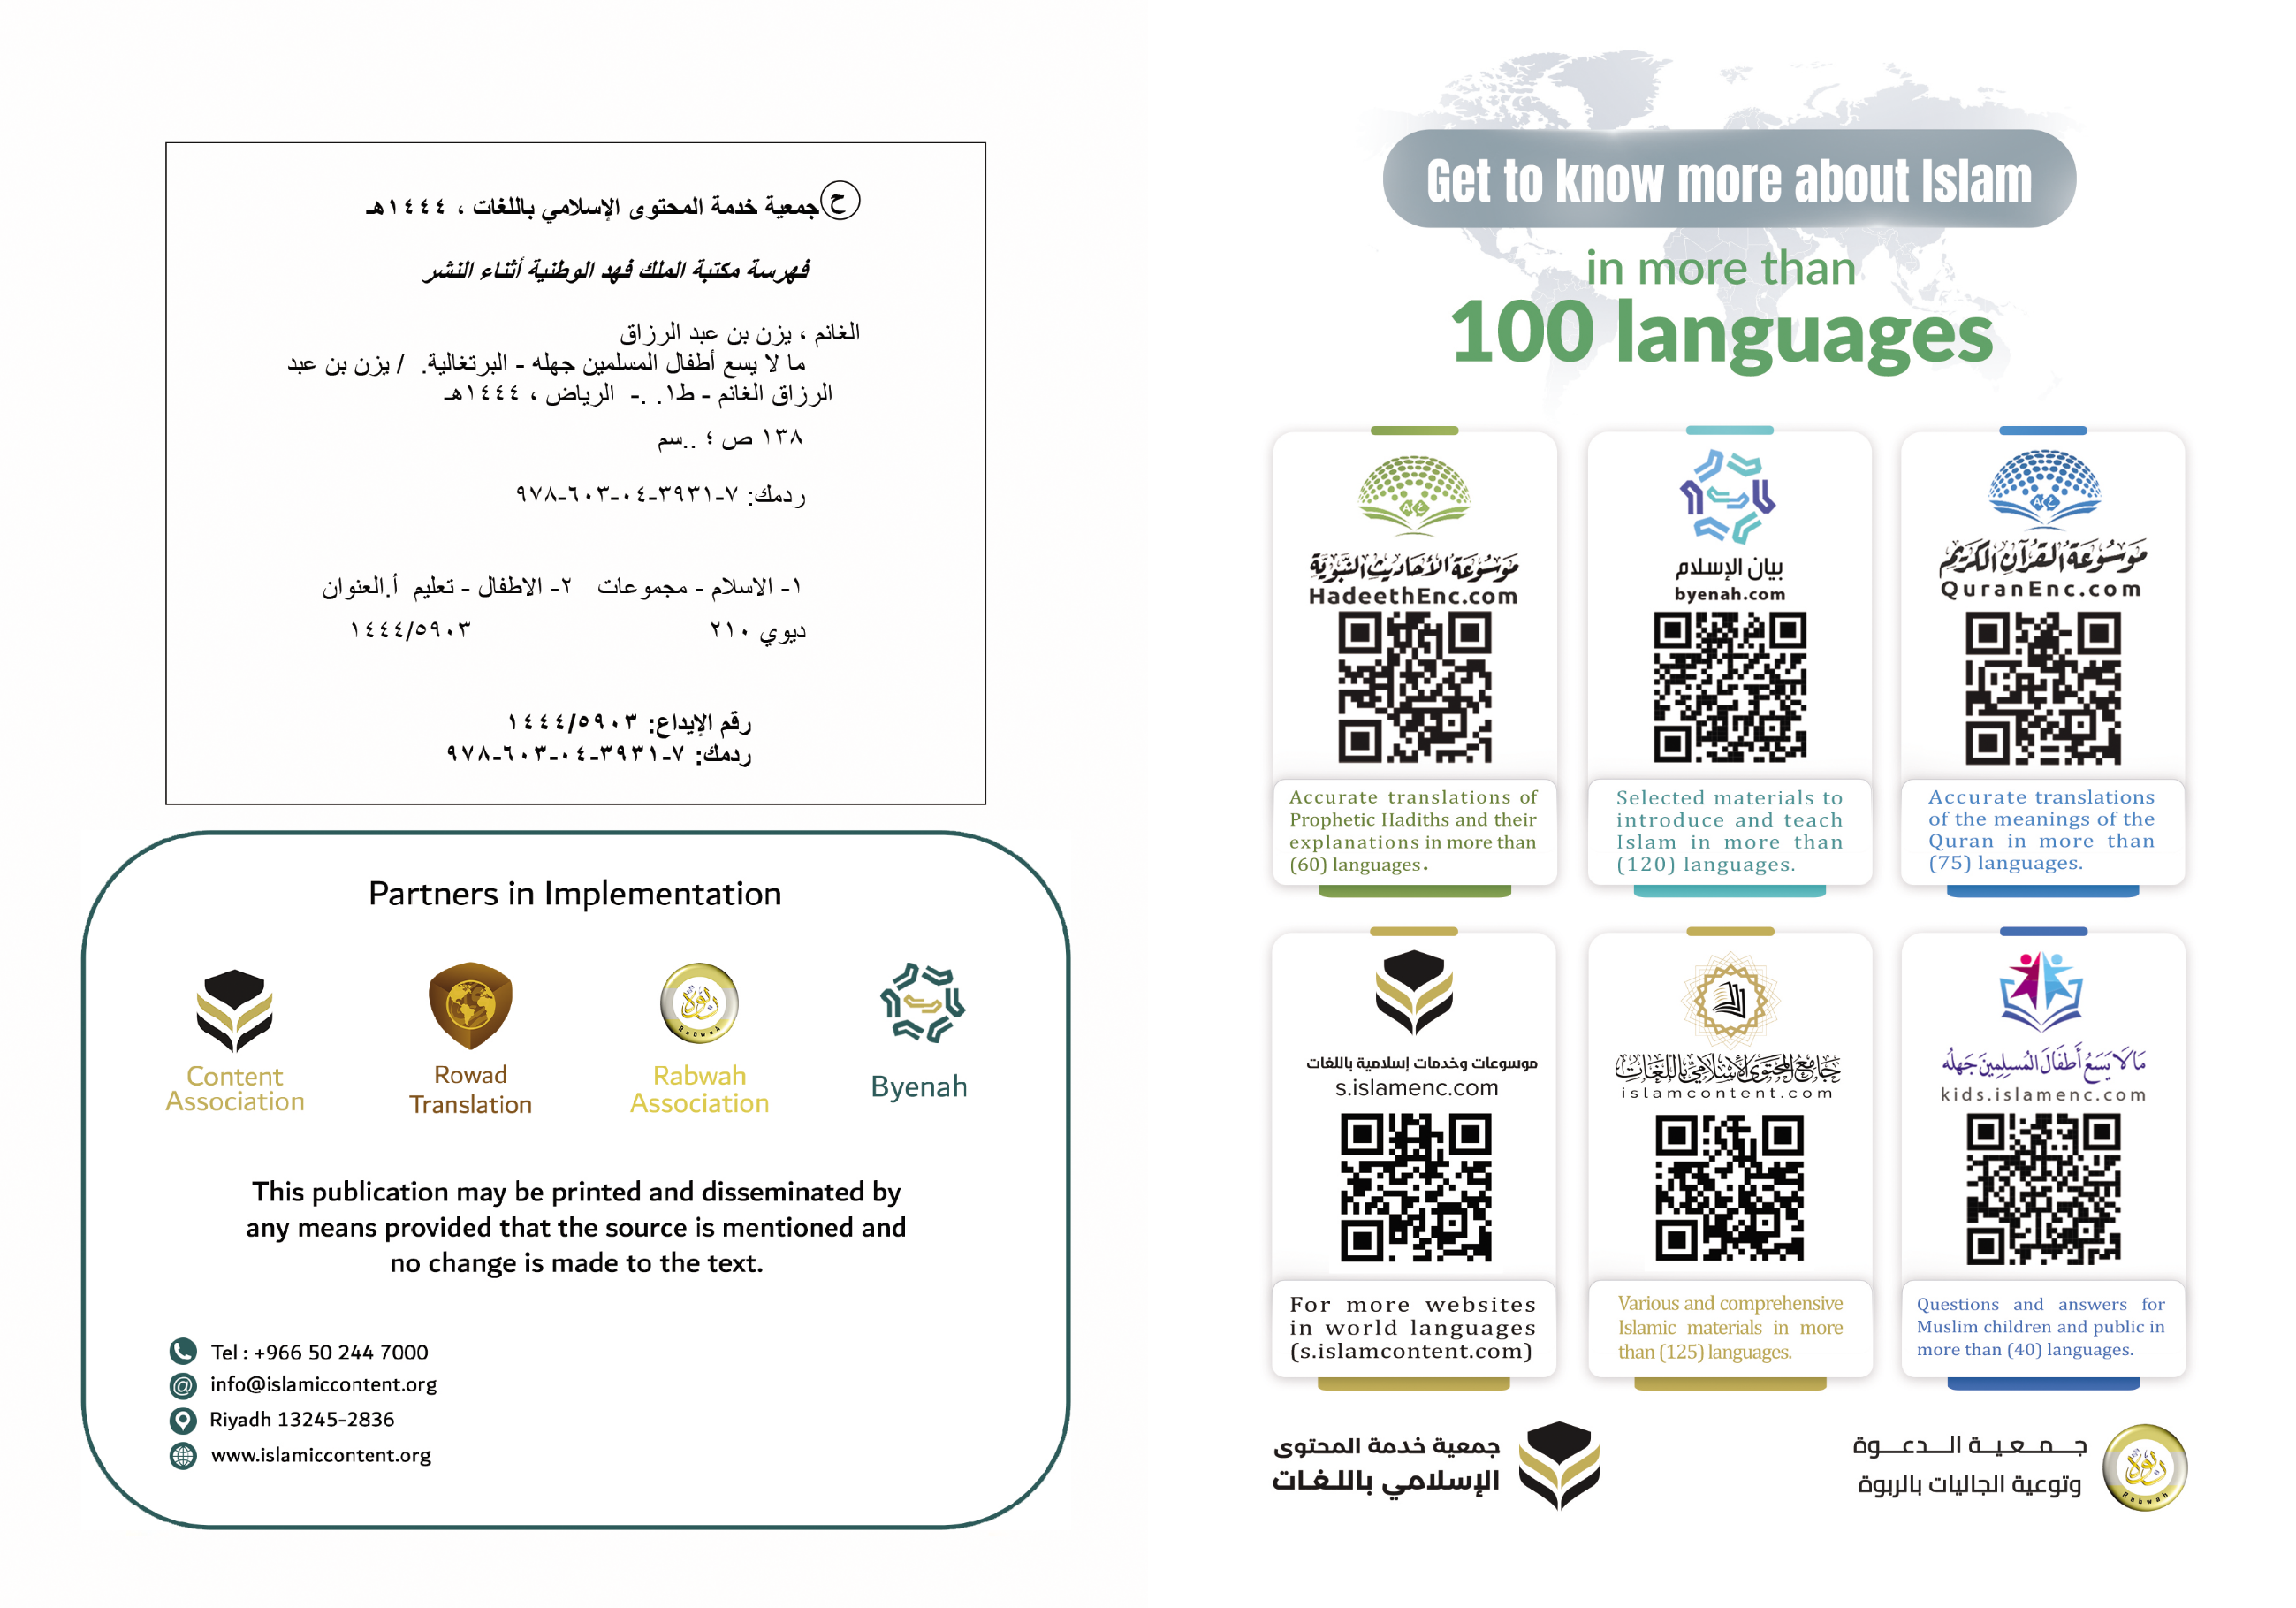 ح جمعية خدمة المحتوى الإسلامي باللغات ، ١٤٤٤هـ
فهرسة مكتبة الملك فهد الوطنية أثناء النشر
الغانم ، يزن بن عبد الرزاق
ما لا يسع أطفال المسلمين جهله - البرتغالية. / يزن بن عبد
الرزاق الغانم - ط١. .- الرياض ، ١٤٤٤هـ
١٣٨ ص ؛ ..سم
ردمك: ٧-٣٩٣١-٠٤-٦٠٣-٩٧٨
١- الاسلام - مجموعات ٢- الاطفال - تعليم أ.العنوان
ديوي ٢١٠ ١٤٤٤/٥٩٠٣
رقم الإيداع: ١٤٤٤/٥٩٠٣
ردمك: ٧-٣٩٣١-٠٤-٦٠٣-٩٧٨
Partners in Implementation
Content
Association
Rowad
Translation
Rabwah
Rabwah
Association
Byenah
This publication may be printed and disseminated by
any means provided that the source is mentioned and
no change is made to the text.
Tel : +966 50 244 7000
info@islamiccontent.org
Riyadh 13245-2836
www.islamiccontent.org
Get to know more about Islam
in more than
100 languages
موسوعة الأحاديث النبوية
HadeethEnc.com
Accurate translations of
Prophetic Hadiths and their
explanations in more than
(60) languages.
بيان الإسلام
byenah.com
Selected materials to
introduce and teach
Islam in more than
(120) languages.
موسوعة القرآن الكريم
QuranEnc.com
Accurate translations
of the meanings of the
Quran in more than
(75) languages.
موسوعات وخدمات إسلامية باللغات
s.islamenc.com
For more websites
in world languages
(s.islamcontent.com)
جامع المحتوى الإسلامي باللغات
islamcontent.com
Various and comprehensive
Islamic materials in more
than (125) languages.
مَا لَا يَسَعُ أَطْفَالَ المُسلِمِينَ جَهلُه
kids.islamenc.com
Questions and answers for
Muslim children and public in
more than (40) languages.
جمعية خدمة المحتوى
الإسلامي باللغات
جـمـعـيـة الــدعــوة
وتوعية الجاليات بالربوة
Rabwah